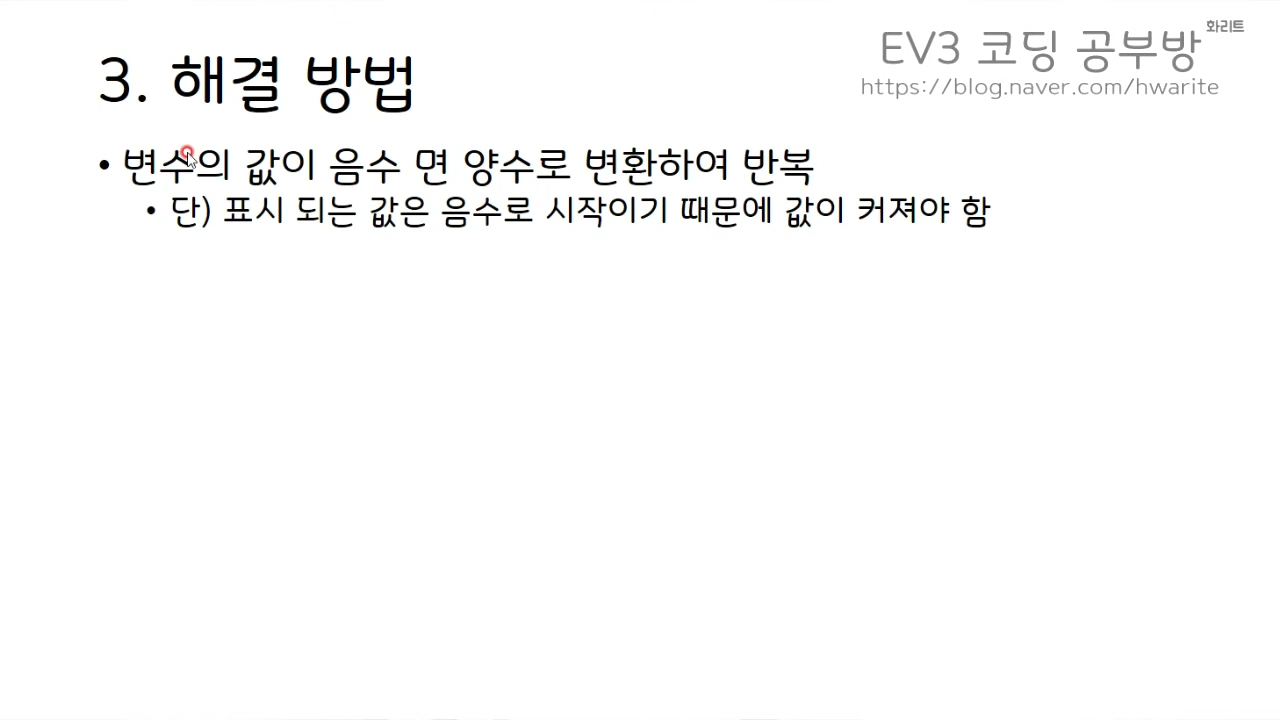 화리트
EV3 코딩 공부방
https://blog.naver.com/hwarite
3. 해결 방법
• 변수의 값이 음수 면 양수로 변환하여 반복
• 단) 표시 되는 값은 음수로 시작이기 때문에 값이 커져야 함